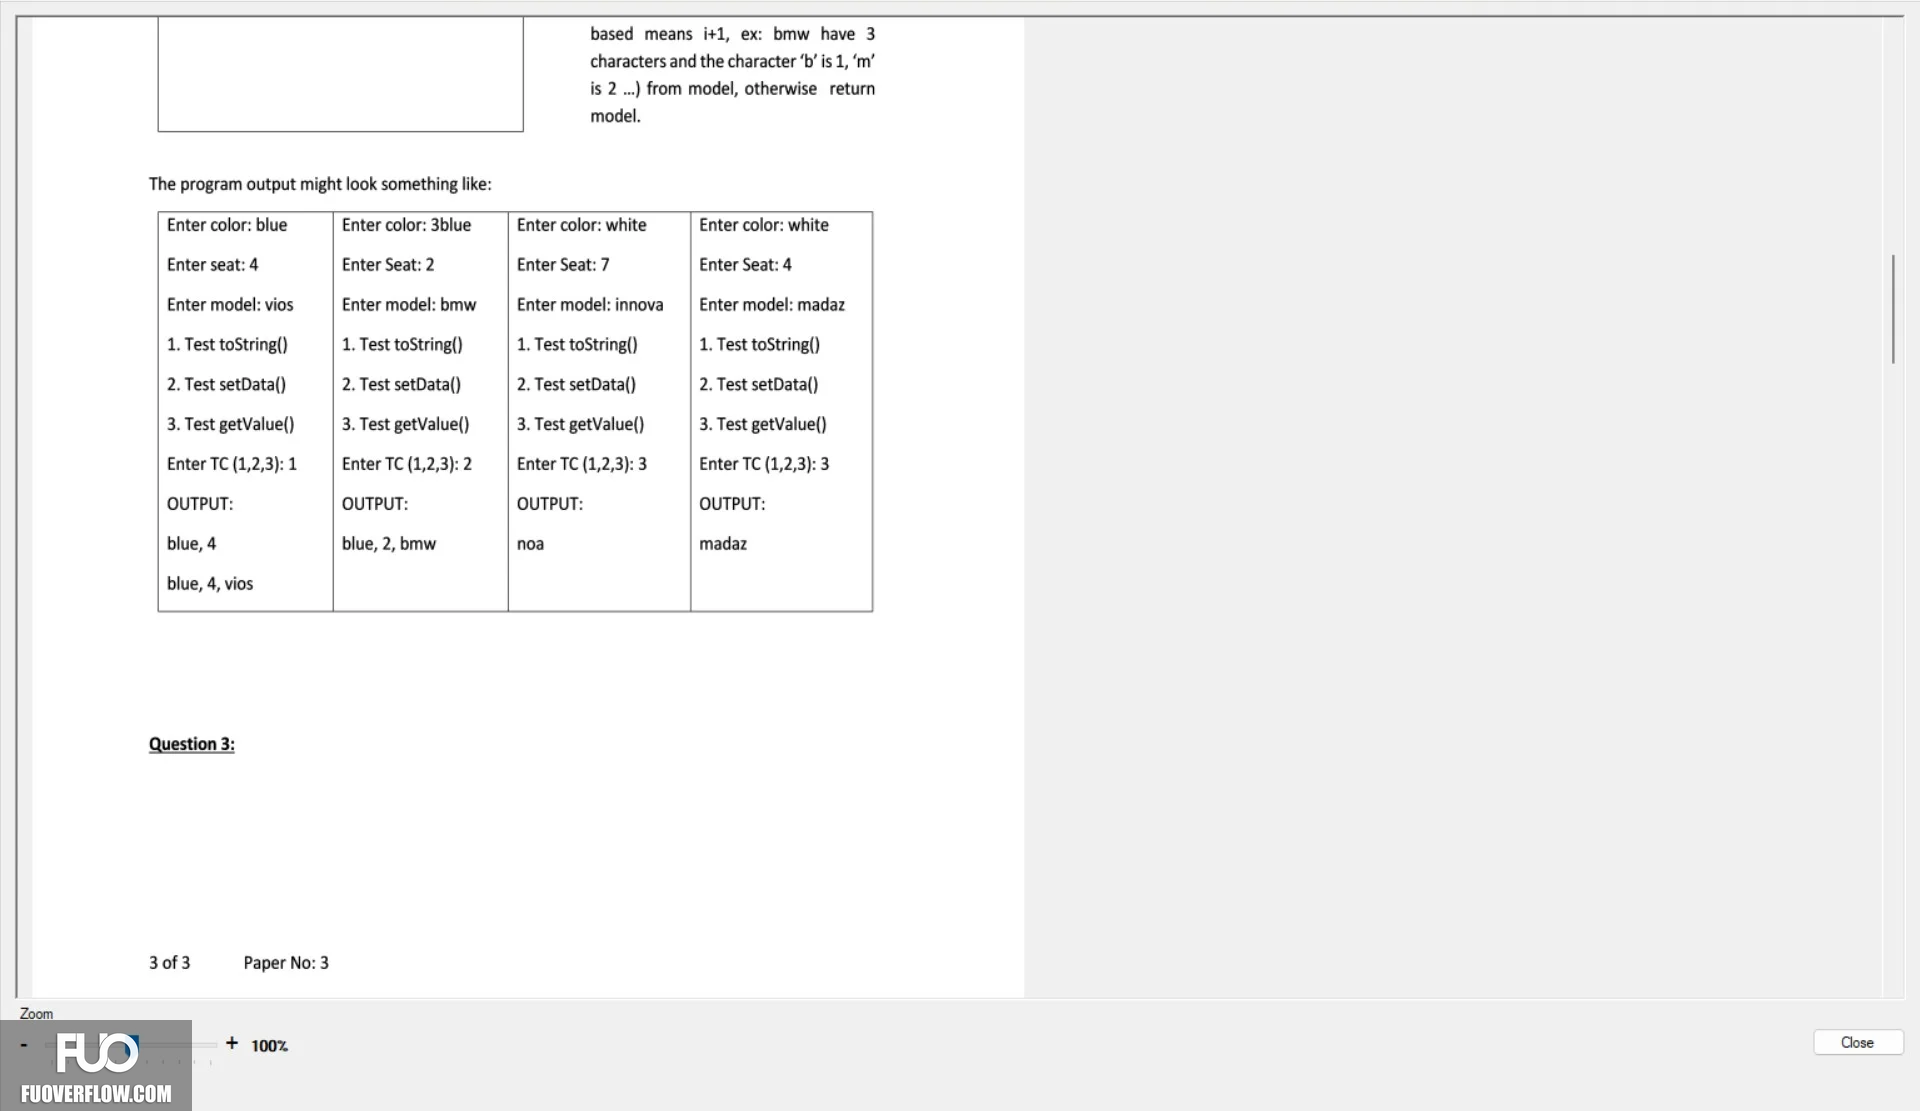 based means i+1, ex: bmw have 3
characters and the character ‘b’ is 1, ‘m’
is 2 ...) from model, otherwise return
model.
The program output might look something like:
Enter color: blue
Enter seat: 4
Enter model: vios
1. Test toString()
2. Test setData()
3. Test getValue()
Enter TC (1,2,3): 1
OUTPUT:
blue, 4
blue, 4, vios
Enter color: 3blue
Enter Seat: 2
Enter model: bmw
1. Test toString()
2. Test setData()
3. Test getValue()
Enter TC (1,2,3): 2
OUTPUT:
blue, 2, bmw
Enter color: white
Enter Seat: 7
Enter model: innova
1. Test toString()
2. Test setData()
3. Test getValue()
Enter TC (1,2,3): 3
OUTPUT:
noa
Enter color: white
Enter Seat: 4
Enter model: madaz
1. Test toString()
2. Test setData()
3. Test getValue()
Enter TC (1,2,3): 3
OUTPUT:
madaz
Question 3:
3 of 3 Paper No: 3
Zoom
- + 100%
Close
FUO
FUOVERFLOW.COM